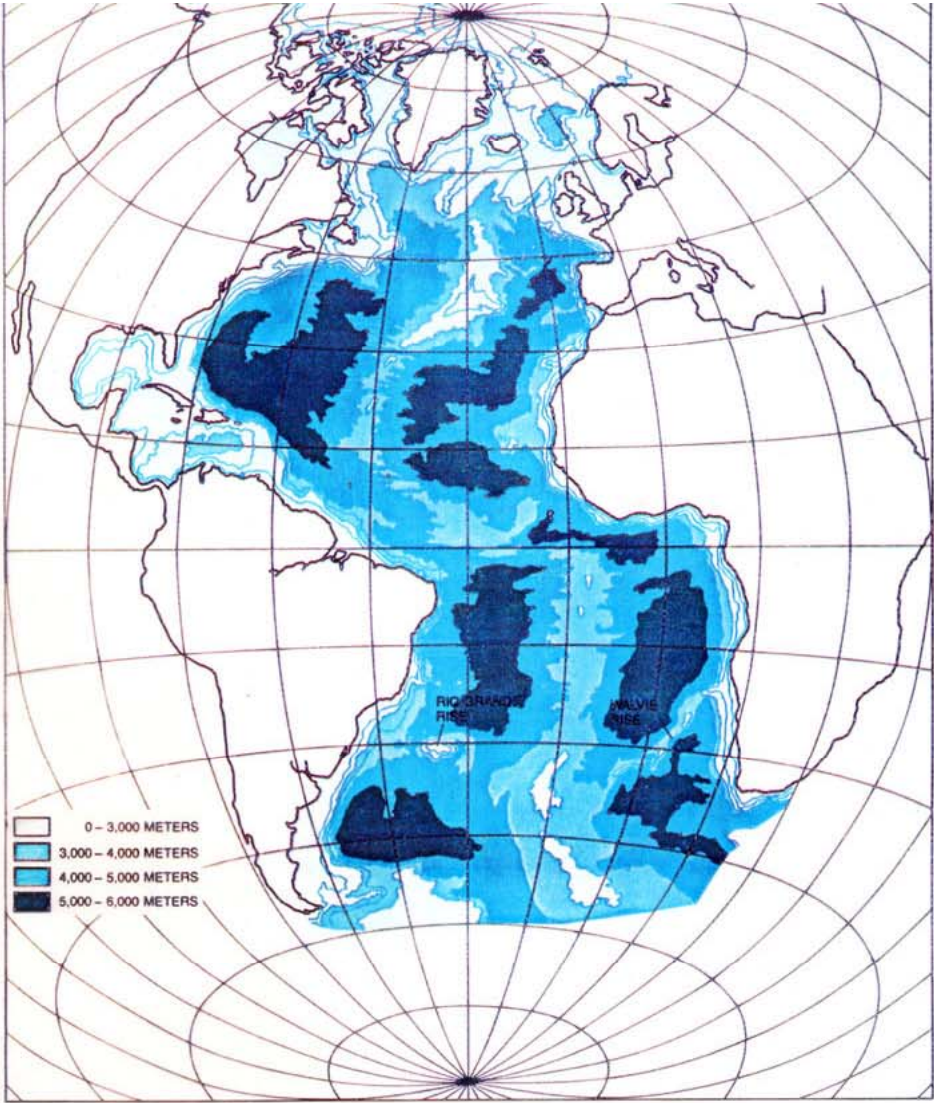 RIO GRANDE
RISE
WALVIS
RISE
0 – 3,000 METERS
3,000 – 4,000 METERS
4,000 – 5,000 METERS
5,000 – 6,000 METERS